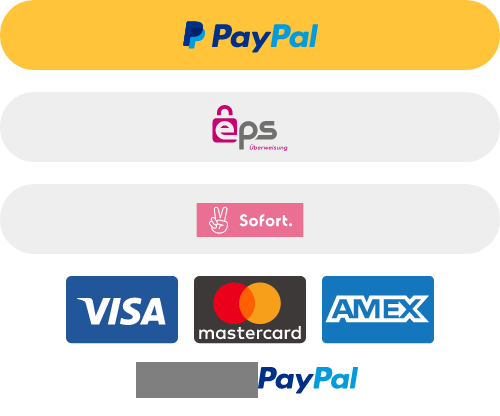 PayPal
eps
Überweisung
Sofort.
VISA
mastercard
AMEX
PayPal